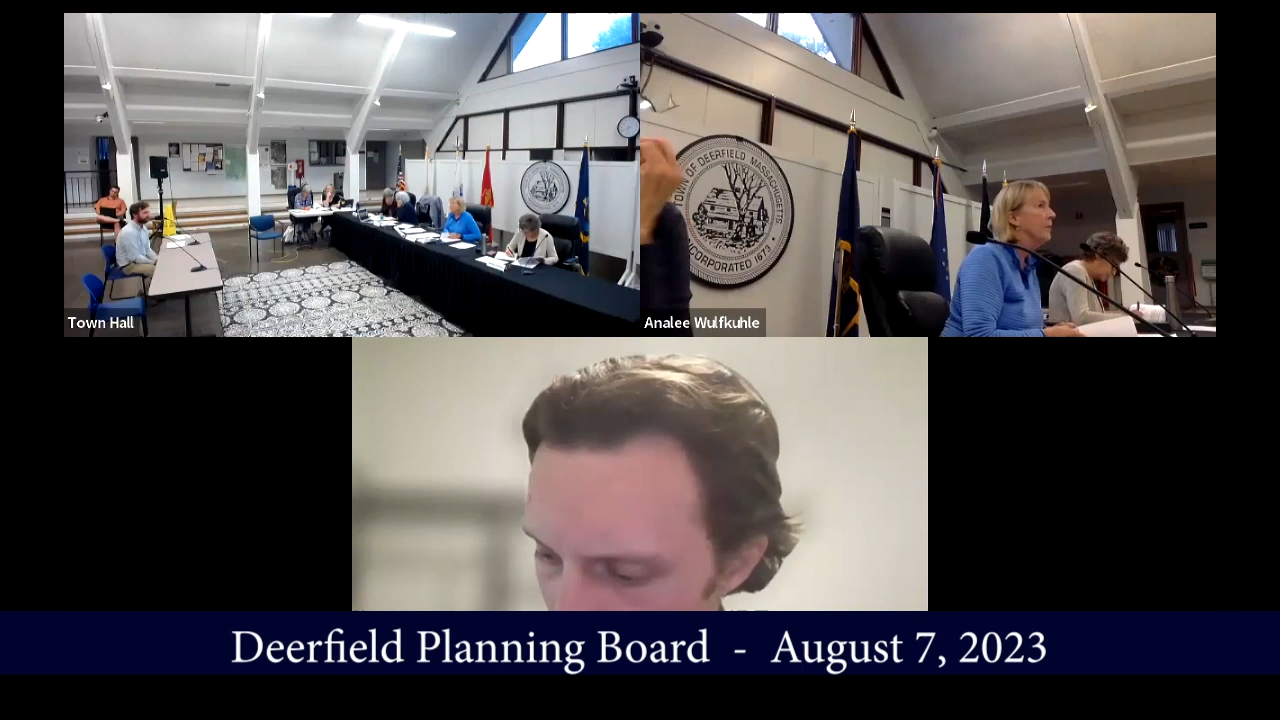 Town Hall
TOWN OF DEERFIELD MASSACHUSETTS
INCORPORATED 1673
Analee Wulfkuhle
Deerfield Planning Board - August 7, 2023